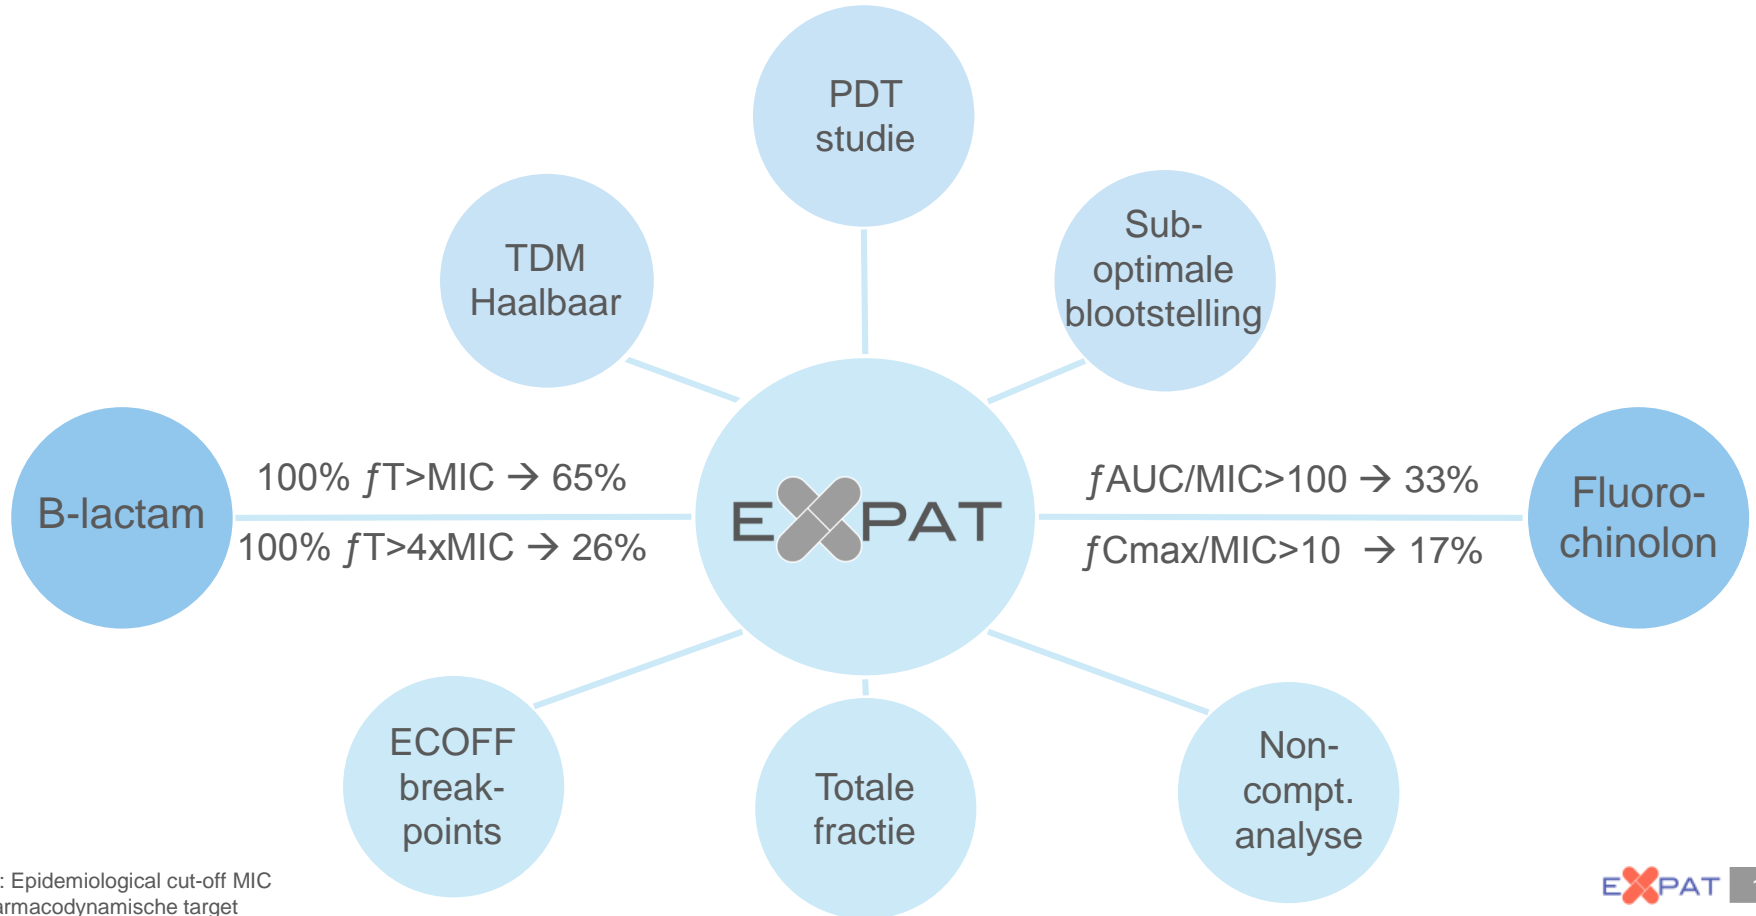 PDT
studie
TDM
Haalbaar
Sub-
optimale
blootstelling
B-lactam
100% ƒT>MIC → 65%
100% ƒT>4xMIC → 26%
EXPAT
ƒAUC/MIC>100 → 33%
ƒCmax/MIC>10 → 17%
Fluoro-
chinolon
ECOFF
break-
points
Totale
fractie
Non-
compt.
analyse
: Epidemiological cut-off MIC
armacodynamische target
EXPAT